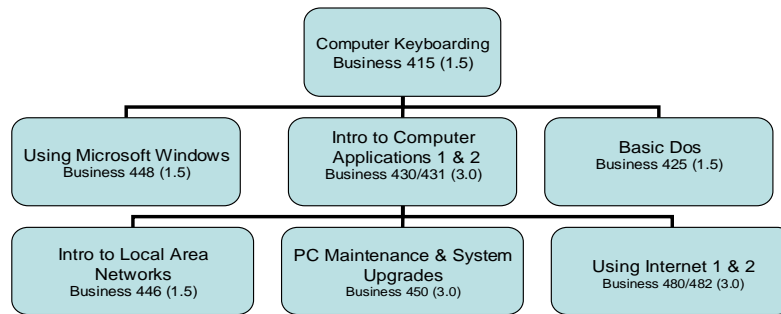 Computer Keyboarding
Business 415 (1.5)
Using Microsoft Windows
Business 448 (1.5)
Intro to Computer
Applications 1 & 2
Business 430/431 (3.0)
Basic Dos
Business 425 (1.5)
Intro to Local Area
Networks
Business 446 (1.5)
PC Maintenance & System
Upgrades
Business 450 (3.0)
Using Internet 1 & 2
Business 480/482 (3.0)